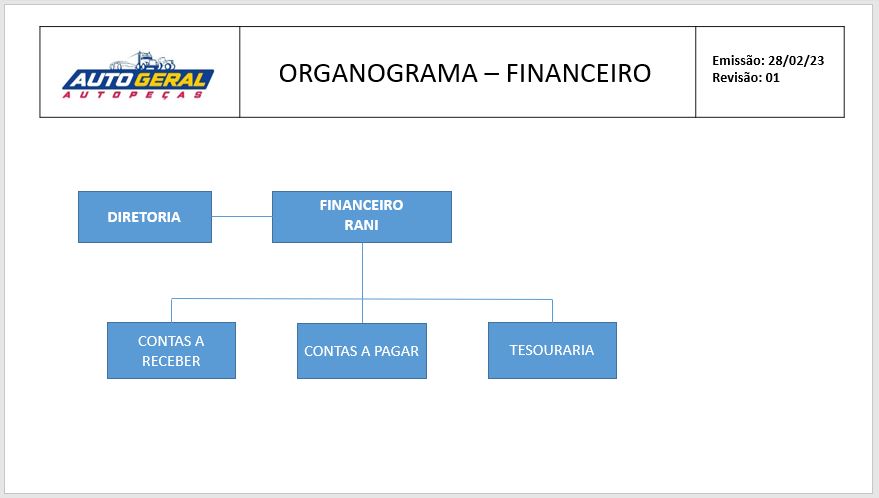 AUTO GERAL
AUTOPEÇAS
ORGANOGRAMA – FINANCEIRO
Emissão: 28/02/23
Revisão: 01
DIRETORIA
FINANCEIRO
RANI
CONTAS A
RECEBER
CONTAS A PAGAR
TESOURARIA